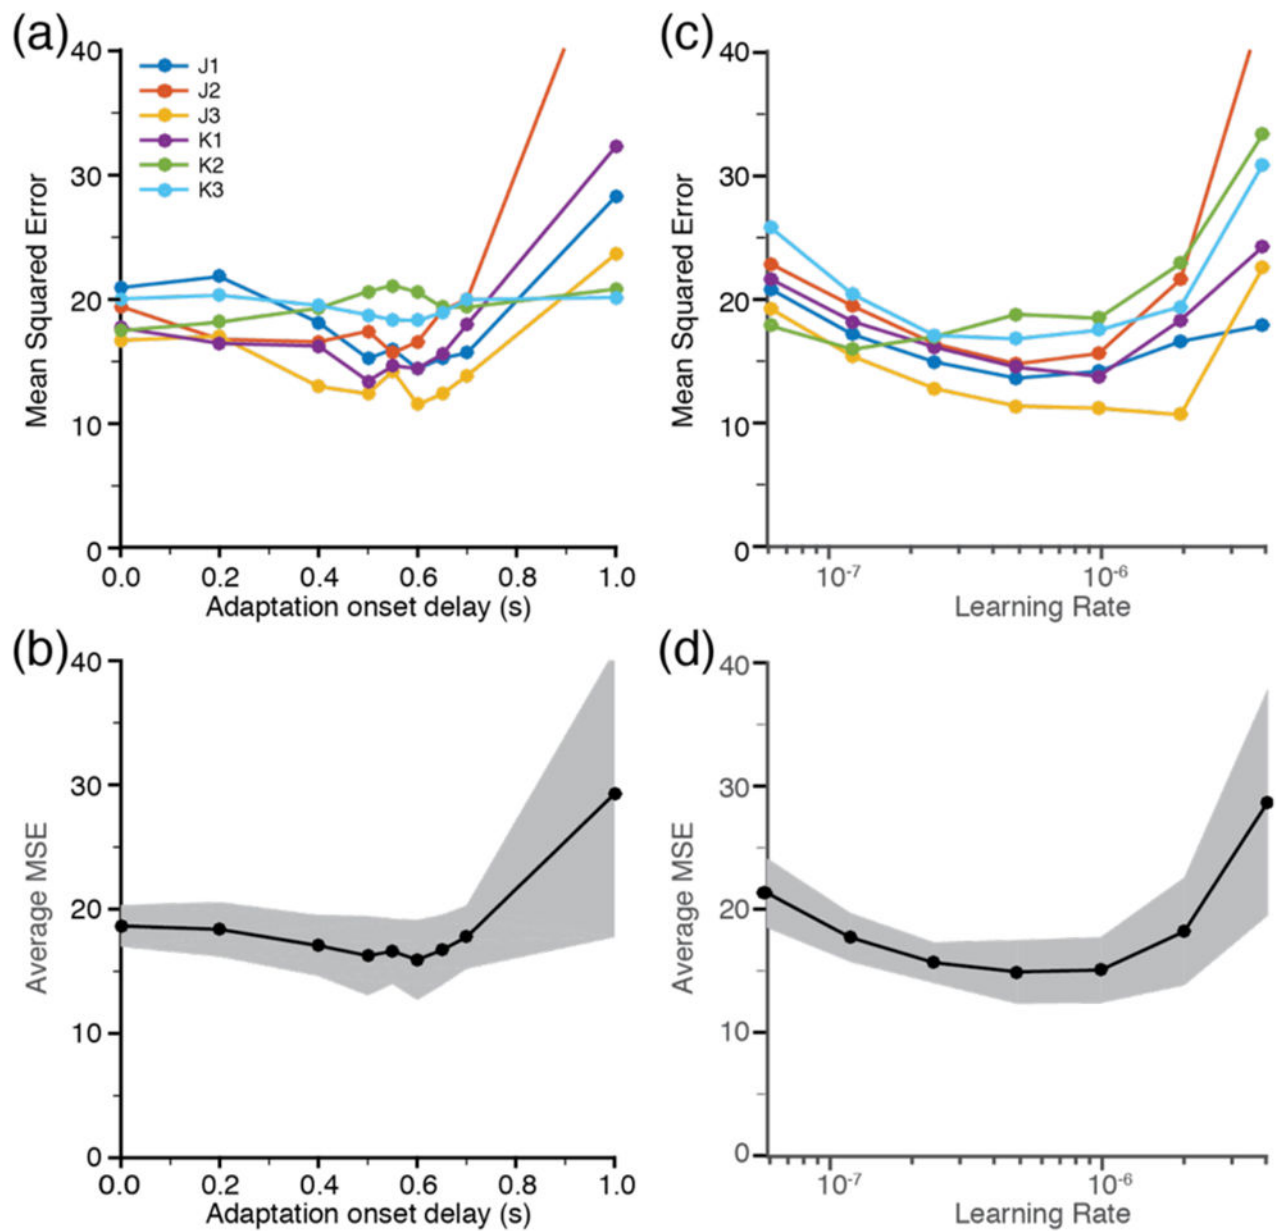 (a)
40
30
20
10
0
Mean Squared Error
J1
J2
J3
K1
K2
K3
0.0 0.2 0.4 0.6 0.8 1.0
Adaptation onset delay (s)
(c)
40
30
20
10
0
Mean Squared Error
10-7 10-6
Learning Rate
(b)
40
30
20
10
0
Average MSE
0.0 0.2 0.4 0.6 0.8 1.0
Adaptation onset delay (s)
(d)
40
30
20
10
0
Average MSE
10-7 10-6
Learning Rate